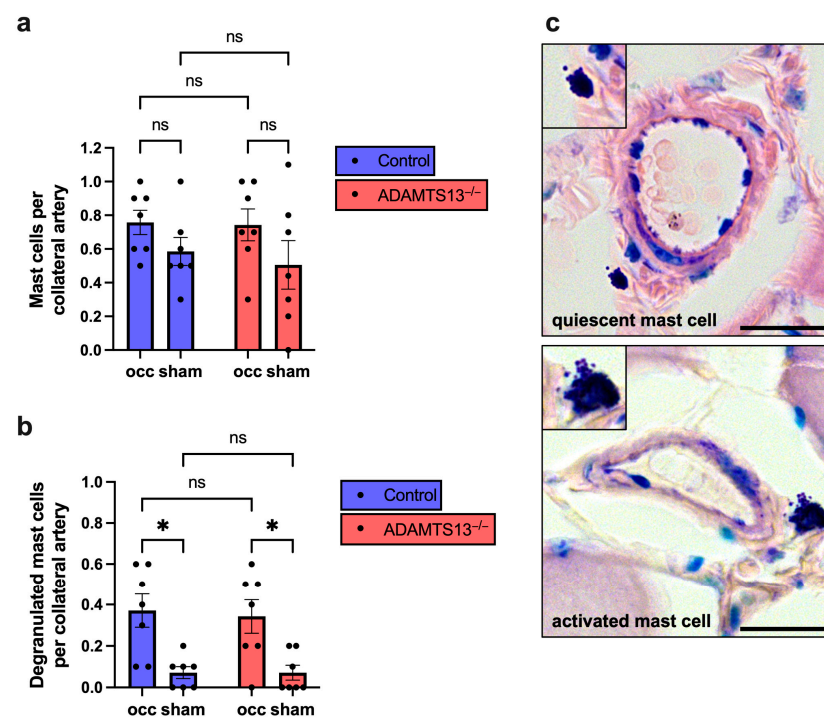 a
ns
ns
ns
ns
1.2
1.0
0.8
0.6
0.4
0.2
0.0
Mast cells per
collateral artery
occ sham
occ sham
Control
ADAMTS13–/–
b
ns
ns
*
*
1.0
0.8
0.6
0.4
0.2
0.0
Degranulated mast cells
per collateral artery
occ sham
occ sham
Control
ADAMTS13–/–
c
quiescent mast cell
activated mast cell